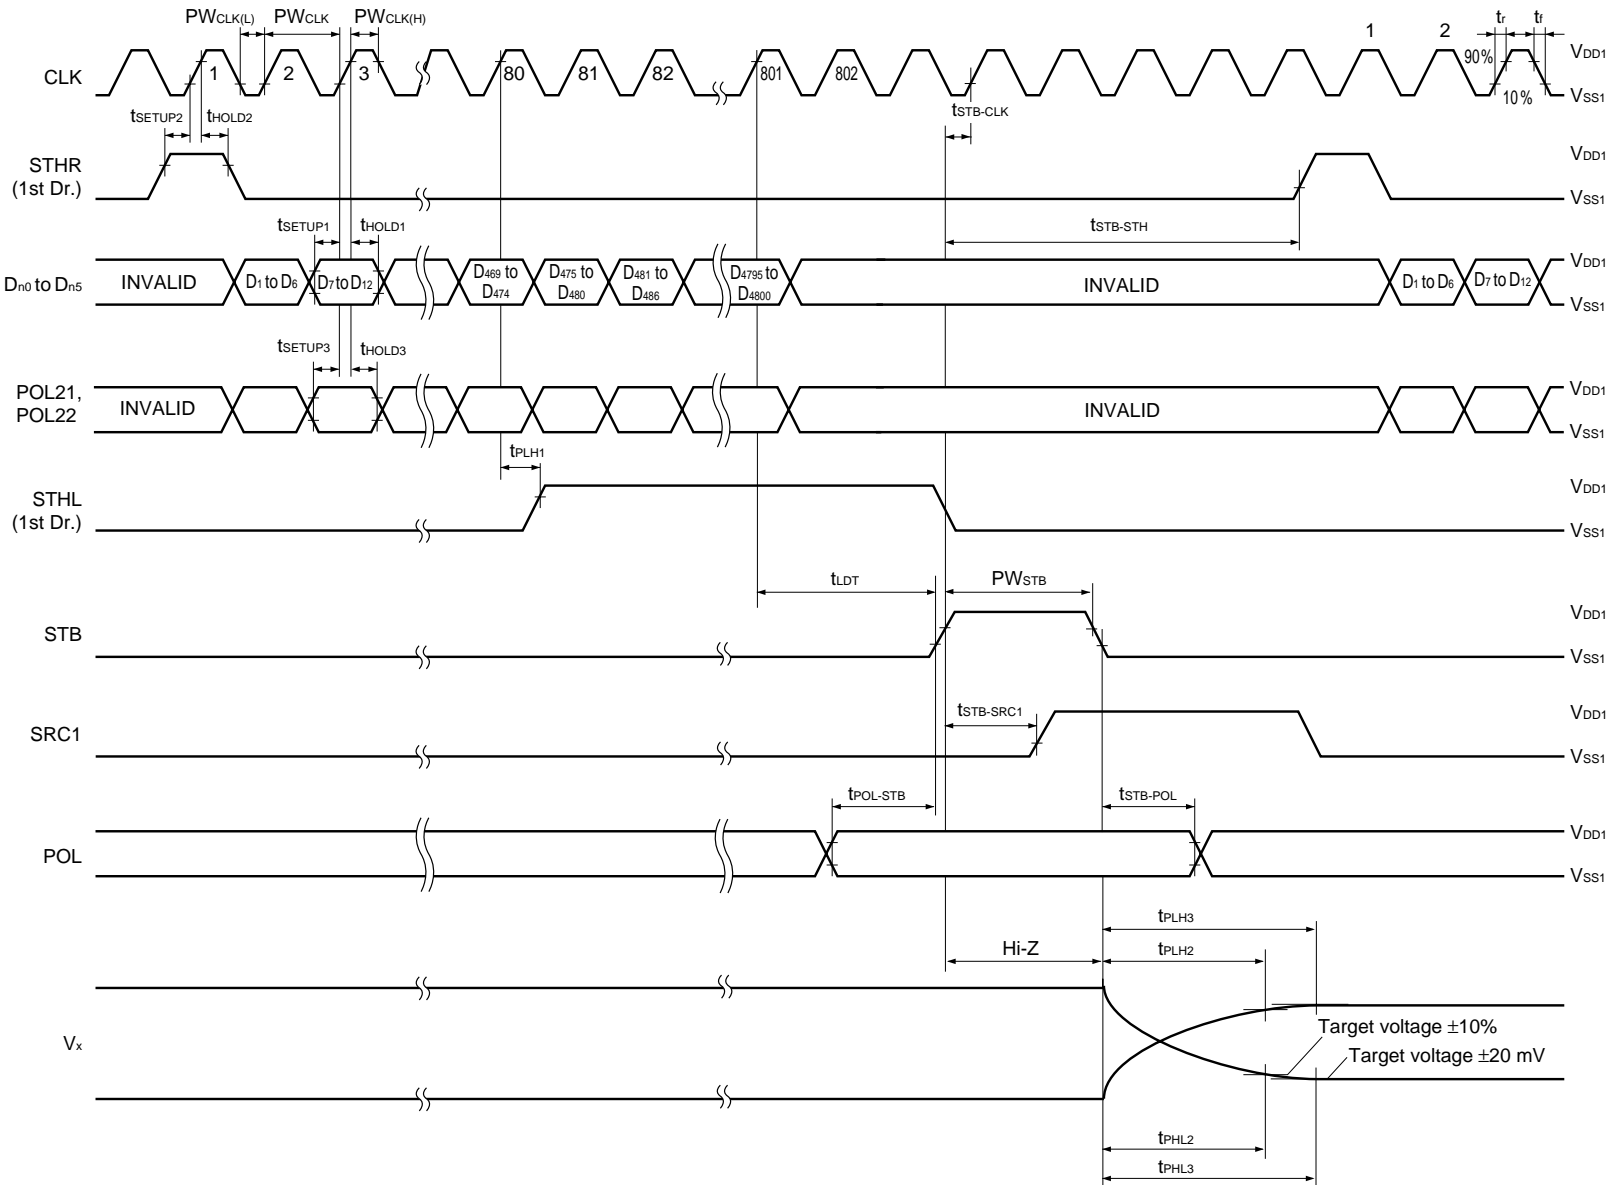 PWCLK(L) PWCLK PWCLK(H)
1 2 tr tf
CLK 1 2 3 80 81 82 801 802 90% 10% VDD1
VSS1
tSETUP2 tHOLD2 tSTB-CLK
STHR
(1st Dr.)
VDD1
VSS1
tSETUP1 tHOLD1 tSTB-STH
Dn0 to Dn5 INVALID D1 to D6 D7 to D12 D469 to D474 D475 to D480 D481 to D486 D4795 to D4800 INVALID D1 to D6 D7 to D12
VDD1
VSS1
tSETUP3 tHOLD3
POL21,
POL22
INVALID INVALID
VDD1
VSS1
tPLH1
STHL
(1st Dr.)
VDD1
VSS1
tLDT PWSTB
STB
VDD1
VSS1
tSTB-SRC1
SRC1
VDD1
VSS1
tPOL-STB tSTB-POL
POL
VDD1
VSS1
tPLH3
Hi-Z tPLH2
Vx
Target voltage ±10%
Target voltage ±20 mV
tPHL2
tPHL3